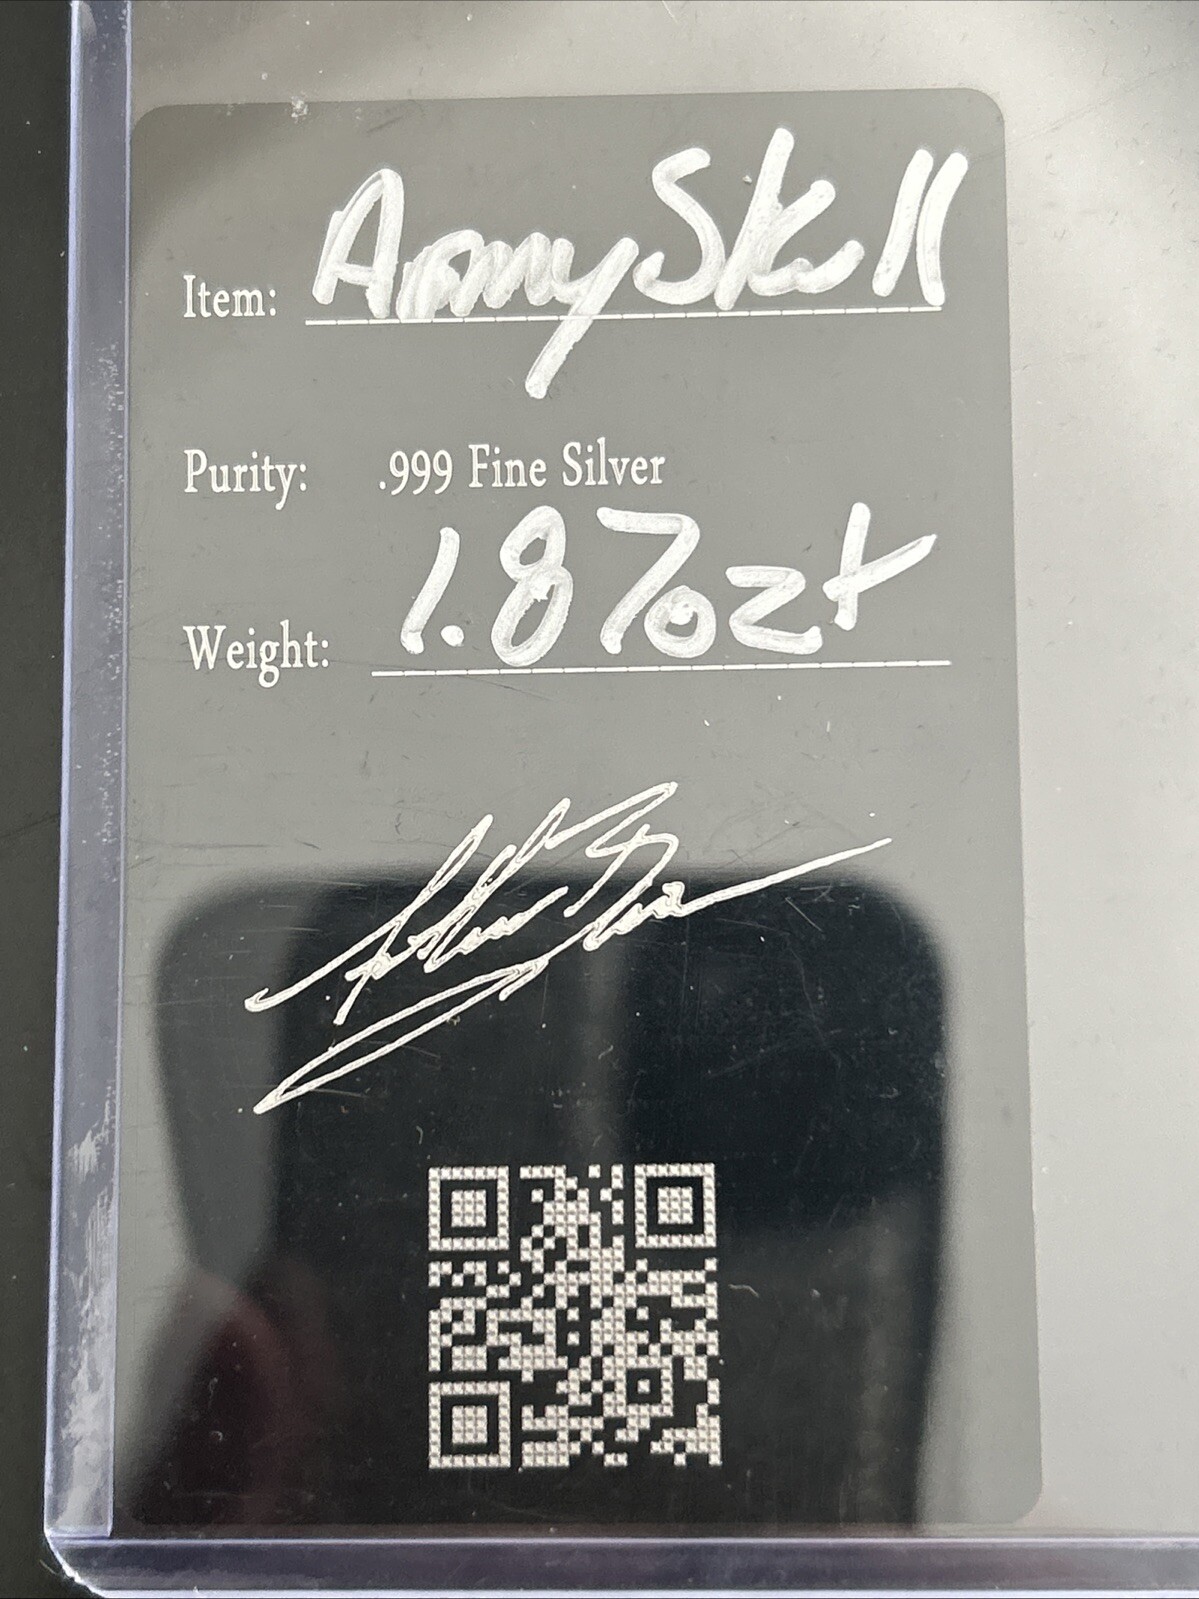 Item: Army Skull
Purity: .999 Fine Silver
Weight: 1.87ozt